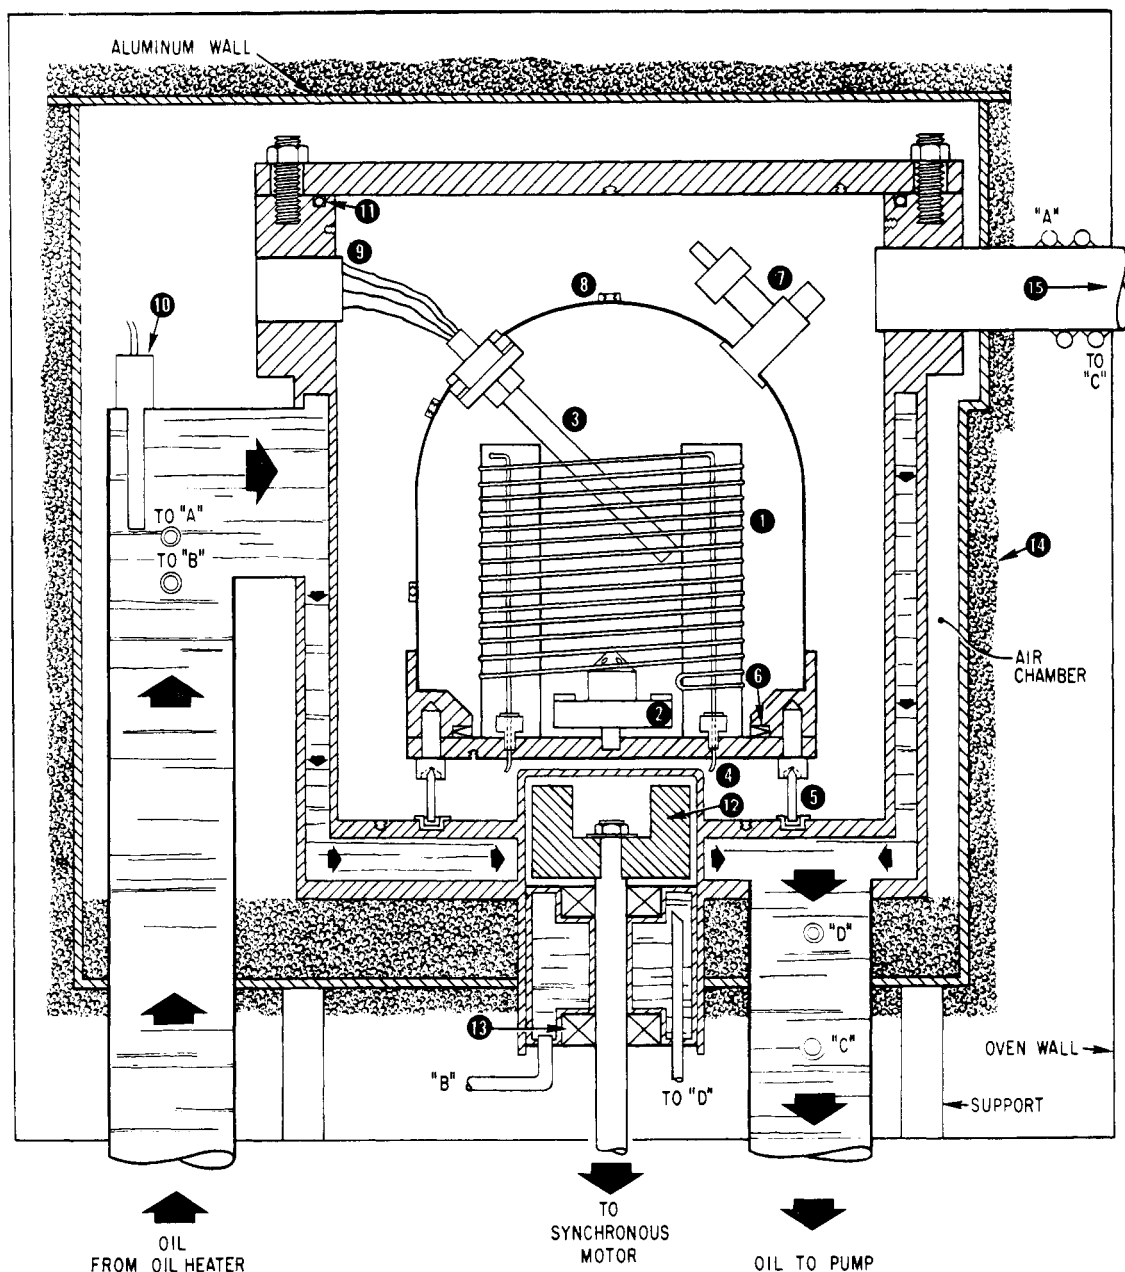 ALUMINUM WALL
11
9
"A"
8
7
15
10
TO
"C"
3
TO "A"
1
TO "B"
14
AIR
CHAMBER
6
2
4
5
12
"D"
13
"C"
OVEN WALL
"B"
TO "D"
SUPPORT
TO
SYNCHRONOUS
MOTOR
OIL
FROM OIL HEATER
OIL TO PUMP